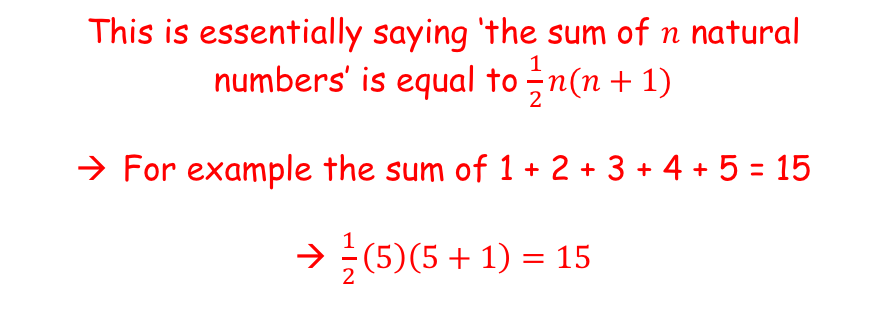 This is essentially saying ‘the sum of n natural
numbers’ is equal to ½n(n + 1)
→ For example the sum of 1 + 2 + 3 + 4 + 5 = 15
→ ½(5)(5 + 1) = 15